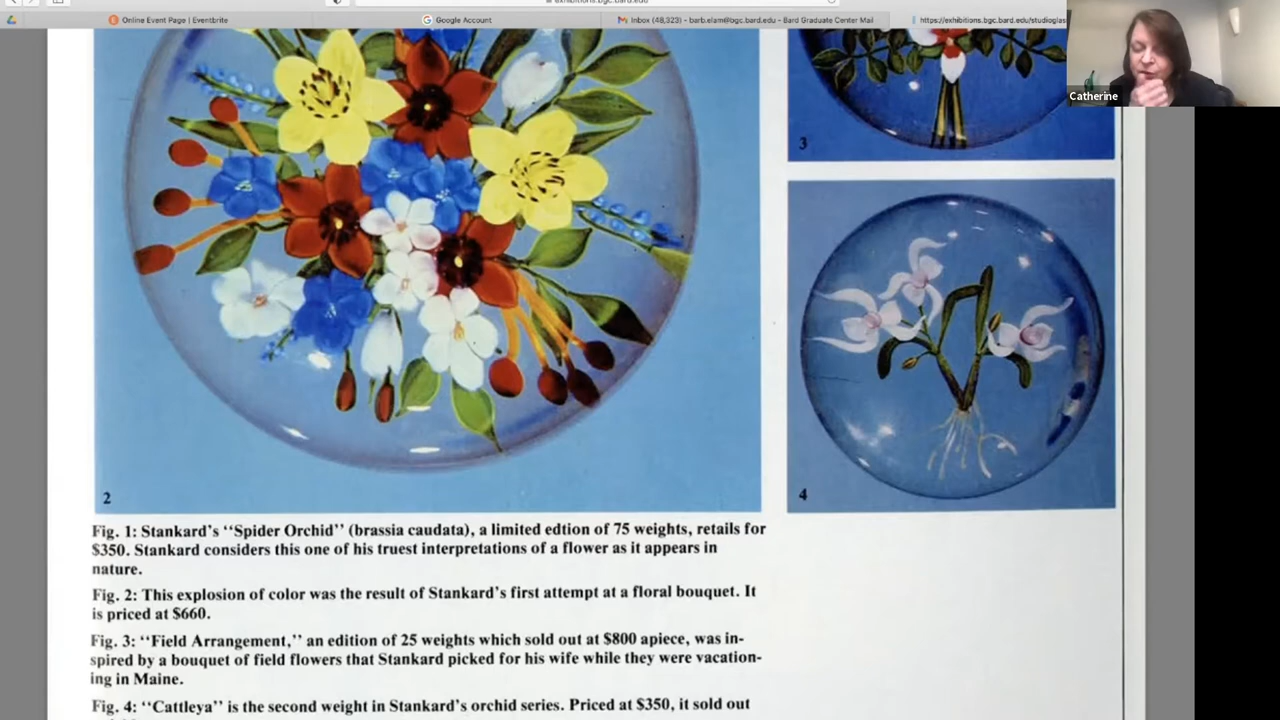 exhibitions.bgc.bard.edu
Online Event Page | Eventbrite
Google Account
Inbox (48,323) – barb.elam@bgc.bard.edu – Bard Graduate Center Mail
https://exhibitions.bgc.bard.edu/studioglas
Catherine
3
2
4
Fig. 1: Stankard's "Spider Orchid" (brassia caudata), a limited edtion of 75 weights, retails for
$350. Stankard considers this one of his truest interpretations of a flower as it appears in
nature.
Fig. 2: This explosion of color was the result of Stankard's first attempt at a floral bouquet. It
is priced at $660.
Fig. 3: "Field Arrangement," an edition of 25 weights which sold out at $800 apiece, was in-
spired by a bouquet of field flowers that Stankard picked for his wife while they were vacation-
ing in Maine.
Fig. 4: "Cattleya" is the second weight in Stankard's orchid series. Priced at $350, it sold out